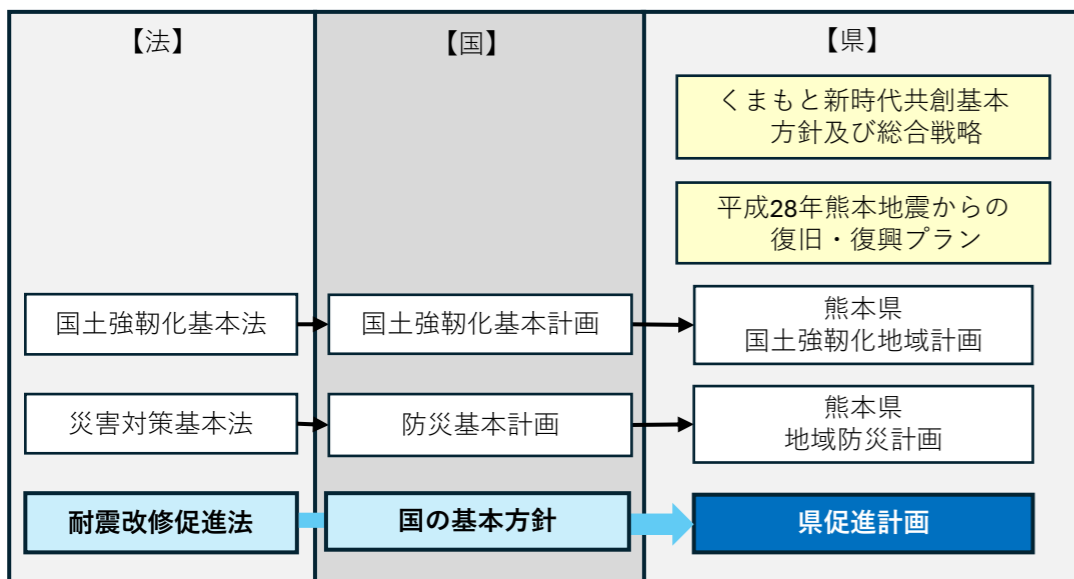 【法】
【国】
【県】
くまもと新時代共創基本
方針及び総合戦略
平成28年熊本地震からの
復旧・復興プラン
国土強靭化基本法
国土強靭化基本計画
熊本県
国土強靭化地域計画
災害対策基本法
防災基本計画
熊本県
地域防災計画
耐震改修促進法
国の基本方針
県促進計画